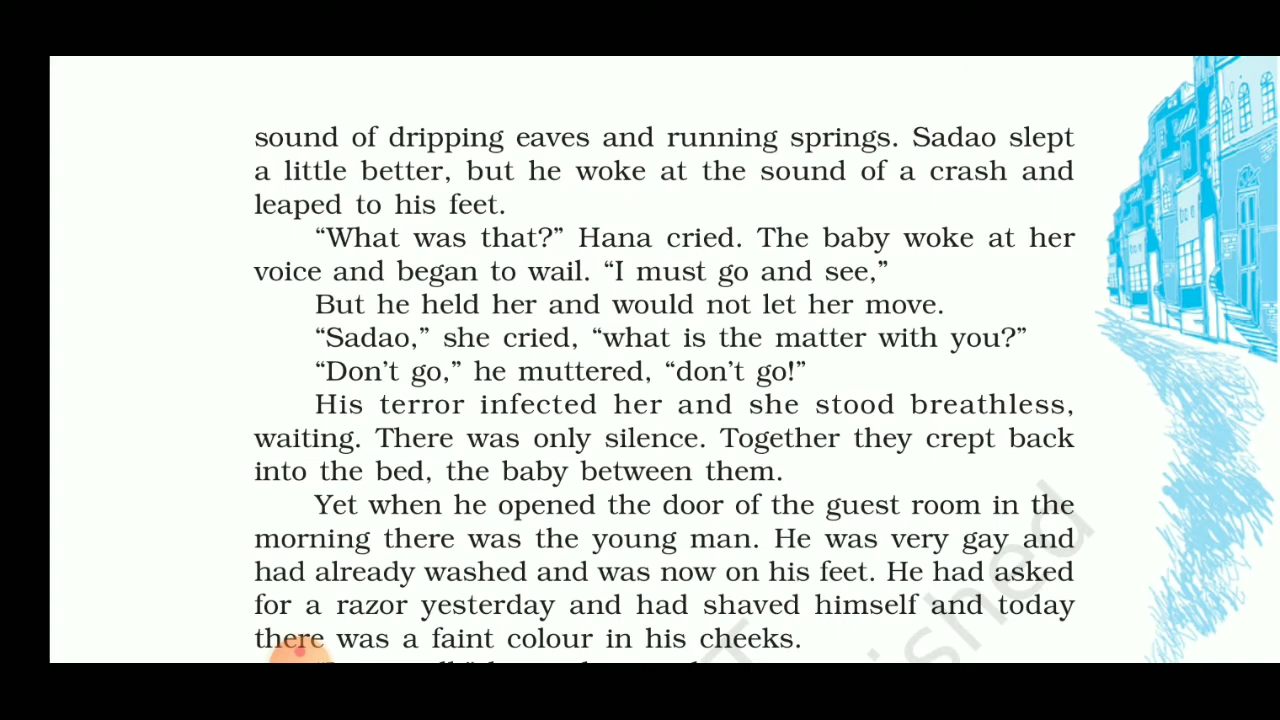 sound of dripping eaves and running springs. Sadao slept
a little better, but he woke at the sound of a crash and
leaped to his feet.
“What was that?” Hana cried. The baby woke at her
voice and began to wail. “I must go and see,”
But he held her and would not let her move.
“Sadao,” she cried, “what is the matter with you?”
“Don’t go,” he muttered, “don’t go!”
His terror infected her and she stood breathless,
waiting. There was only silence. Together they crept back
into the bed, the baby between them.
Yet when he opened the door of the guest room in the
morning there was the young man. He was very gay and
had already washed and was now on his feet. He had asked
for a razor yesterday and had shaved himself and today
there was a faint colour in his cheeks.